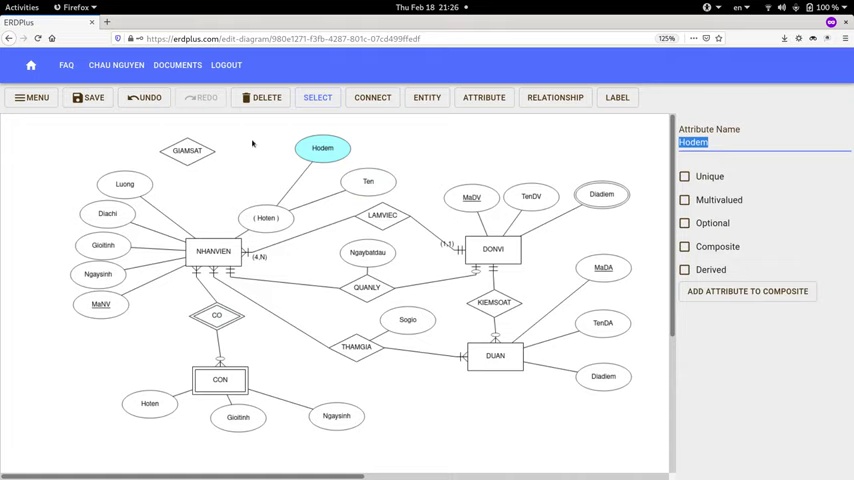 Activities Firefox Thu Feb 18 21:26 en 100 %
ERDPlus × +
https://erdplus.com/edit-diagram/980e1271-f3fb-4287-801c-07cd499ffedf 125%
FAQ CHAU NGUYEN DOCUMENTS LOGOUT
MENU SAVE UNDO REDO DELETE SELECT CONNECT ENTITY ATTRIBUTE RELATIONSHIP LABEL
Attribute Name
Hodem
Unique
Multivalued
Optional
Composite
Derived
ADD ATTRIBUTE TO COMPOSITE
GIAMSAT
Hodem
Luong
Ten
Diachi
( Hoten )
LAMVIEC
MaDV
TenDV
Diadiem
Gioitinh
NHANVIEN
(4,N)
Ngaybatdau
(1,1)
DONVI
Ngaysinh
MaNV
QUANLY
MaDA
KIEMSOAT
CO
Sogio
TenDA
THAMGIA
DUAN
CON
Diadiem
Hoten
Gioitinh
Ngaysinh